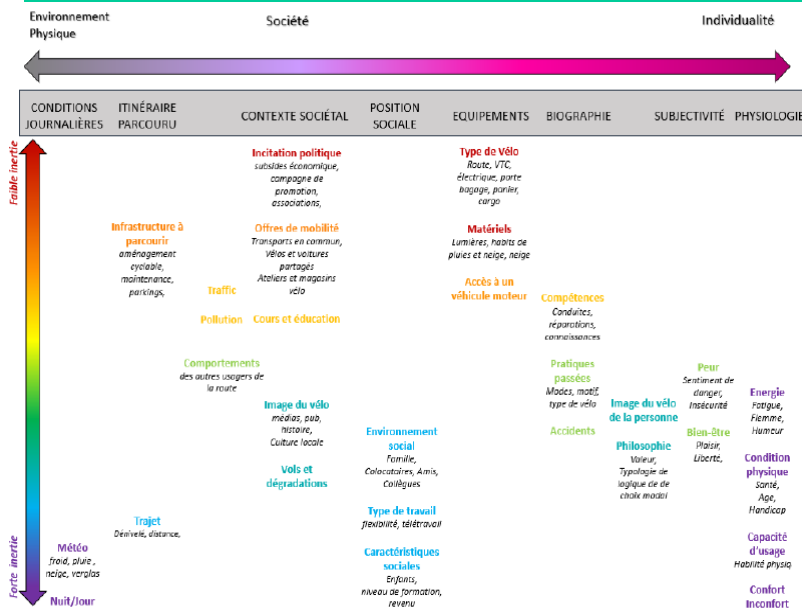 Environnement
Physique
Société
Individualité
CONDITIONS
JOURNALIÈRES
ITINÉRAIRE
PARCOURU
CONTEXTE SOCIÉTAL
POSITION
SOCIALE
EQUIPEMENTS
BIOGRAPHIE
SUBJECTIVITÉ
PHYSIOLOGIE
Faible inertie
Forte inertie
Météo
froid, pluie ,
neige, verglas
Nuit/Jour
Infrastructure à
parcourir
aménagement
cyclable,
maintenance,
parkings,
Traffic
Pollution
Comportements
des autres usagers de
la route
Trajet
Dénivelé, distance,
Incitation politique
subsides économique,
campagne de
promotion,
associations,
Offres de mobilité
Transports en commun,
Vélos et voitures
partagés
Ateliers et magasins
vélo
Cours et éducation
Image du vélo
médias, pub,
histoire,
Culture locale
Vols et
dégradations
Environnement
social
Famille,
Colocataires, Amis,
Collègues
Type de travail
flexibilité, télétravail
Caractéristiques
sociales
Enfants,
niveau de formation,
revenu
Type de Vélo
Route, VTC,
électrique, porte
bagage, panier,
cargo
Matériels
Lumières, habits de
pluies et neige, neige
Accès à un
véhicule moteur
Compétences
Conduites,
réparations,
connaissances
Pratiques
passées
Modes, motif,
type de vélo
Accidents
Image du vélo
de la personne
Philosophie
Valeur,
Typologie de
logique de de
choix modal
Peur
Sentiment de
danger,
Insécurité
Bien-être
Plaisir,
Liberté,
Energie
Fatigue,
Flemme,
Humeur
Condition
physique
Santé,
Age,
Handicap
Capacité
d'usage
Habilité physiq
Confort
Inconfort